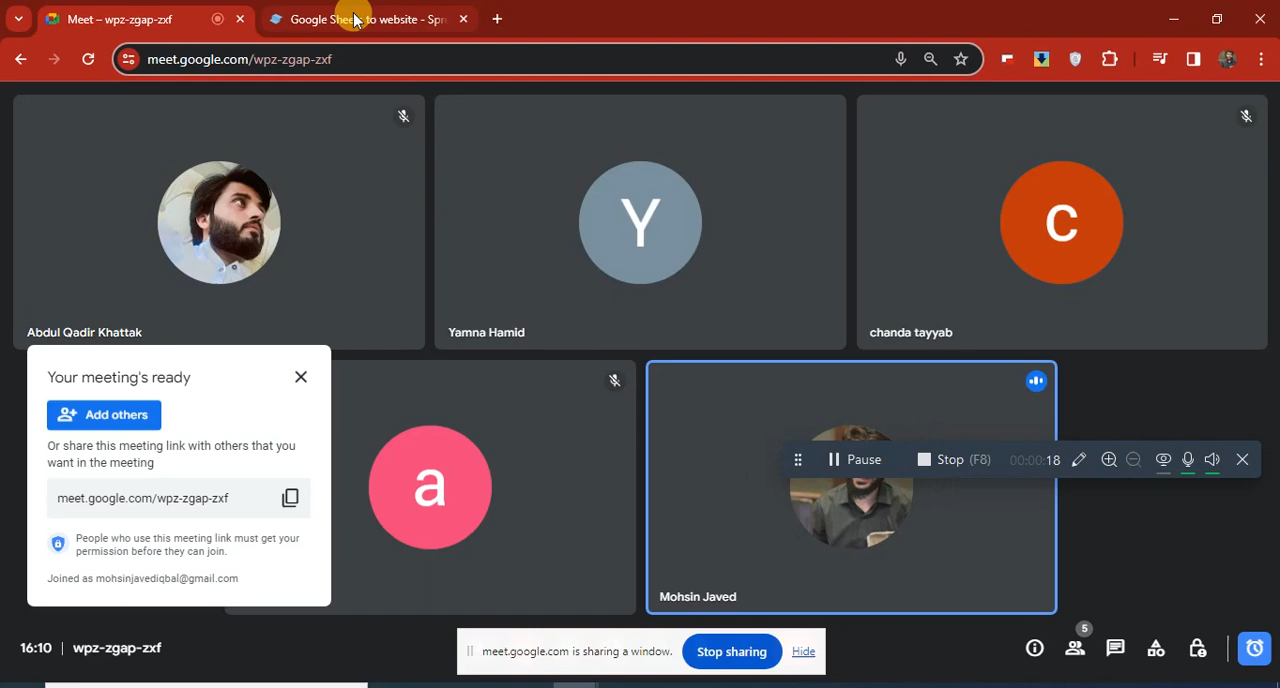 Meet – wpz-zgap-zxf
Google Sheets to website - Spr
meet.google.com/wpz-zgap-zxf
Abdul Qadir Khattak
Y
Yamna Hamid
C
chanda tayyab
Your meeting's ready
Add others
Or share this meeting link with others that you
want in the meeting
meet.google.com/wpz-zgap-zxf
People who use this meeting link must get your
permission before they can join.
Joined as mohsinjavediqbal@gmail.com
a
Pause
Stop (F8)
00:00:18
Mohsin Javed
16:10 | wpz-zgap-zxf
meet.google.com is sharing a window.
Stop sharing
Hide
5